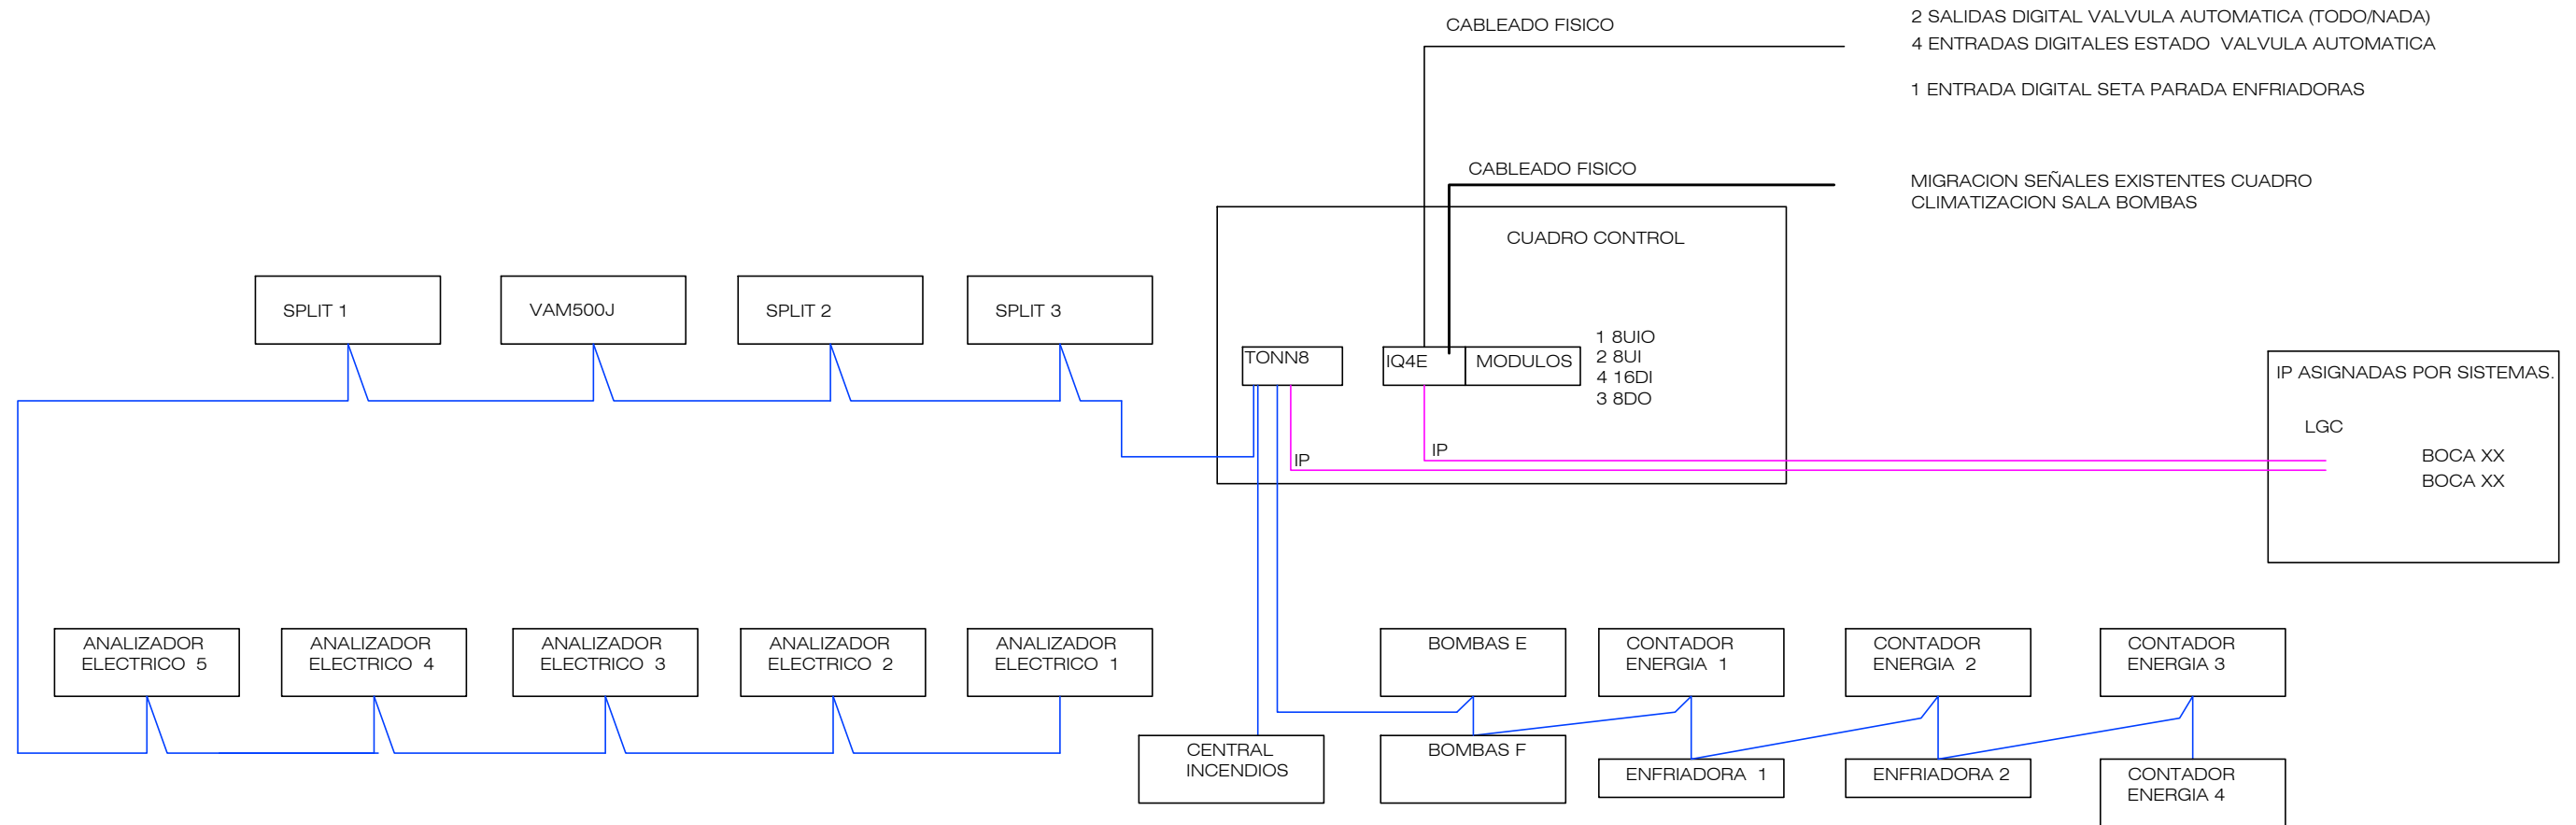 CABLEADO FISICO
2 SALIDAS DIGITAL VALVULA AUTOMATICA (TODO/NADA)
4 ENTRADAS DIGITALES ESTADO VALVULA AUTOMATICA
1 ENTRADA DIGITAL SETA PARADA ENFRIADORAS
CABLEADO FISICO
MIGRACION SEÑALES EXISTENTES CUADRO
CLIMATIZACION SALA BOMBAS
CUADRO CONTROL
SPLIT 1
VAM500J
SPLIT 2
SPLIT 3
TONN8
IQ4E
MODULOS
1 8UIO
2 8UI
4 16DI
3 8DO
IP
IP
IP ASIGNADAS POR SISTEMAS.
LGC
BOCA XX
BOCA XX
ANALIZADOR
ELECTRICO 5
ANALIZADOR
ELECTRICO 4
ANALIZADOR
ELECTRICO 3
ANALIZADOR
ELECTRICO 2
ANALIZADOR
ELECTRICO 1
BOMBAS E
CONTADOR
ENERGIA 1
CONTADOR
ENERGIA 2
CONTADOR
ENERGIA 3
CENTRAL
INCENDIOS
BOMBAS F
ENFRIADORA 1
ENFRIADORA 2
CONTADOR
ENERGIA 4